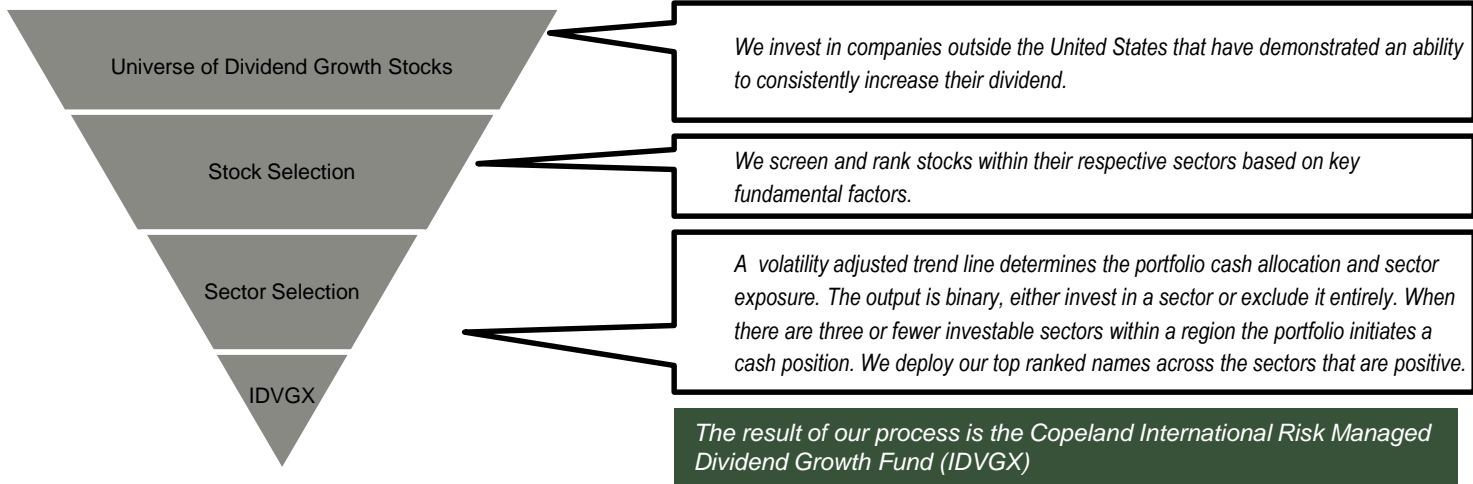 Universe of Dividend Growth Stocks
We invest in companies outside the United States that have demonstrated an ability
to consistently increase their dividend.
Stock Selection
We screen and rank stocks within their respective sectors based on key
fundamental factors.
Sector Selection
A volatility adjusted trend line determines the portfolio cash allocation and sector
exposure. The output is binary, either invest in a sector or exclude it entirely. When
there are three or fewer investable sectors within a region the portfolio initiates a
cash position. We deploy our top ranked names across the sectors that are positive.
IDVGX
The result of our process is the Copeland International Risk Managed
Dividend Growth Fund (IDVGX)